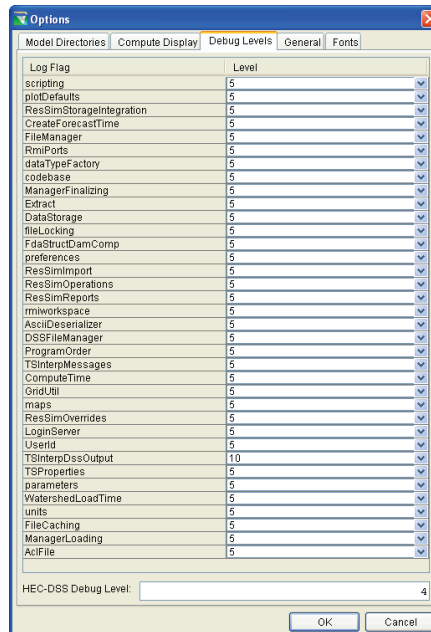 Options
Model Directories Compute Display Debug Levels General Fonts
Log Flag Level
scripting 5
plotDefaults 5
ResSimStorageIntegration 5
CreateForecastTime 5
FileManager 5
RmiPorts 5
dataTypeFactory 5
codebase 5
ManagerFinalizing 5
Extract 5
DataStorage 5
fileLocking 5
FdaStructDamComp 5
preferences 5
ResSimImport 5
ResSimOperations 5
ResSimReports 5
rmiworkspace 5
AsciiDeserializer 5
DSSFileManager 5
ProgramOrder 5
TSInterpMessages 5
ComputeTime 5
GridUtil 5
maps 5
ResSimOverrides 5
LoginServer 5
UserId 5
TSInterpDssOutput 10
TSProperties 5
parameters 5
WatershedLoadTime 5
units 5
FileCaching 5
ManagerLoading 5
AclFile 5
HEC-DSS Debug Level: 4
OK Cancel